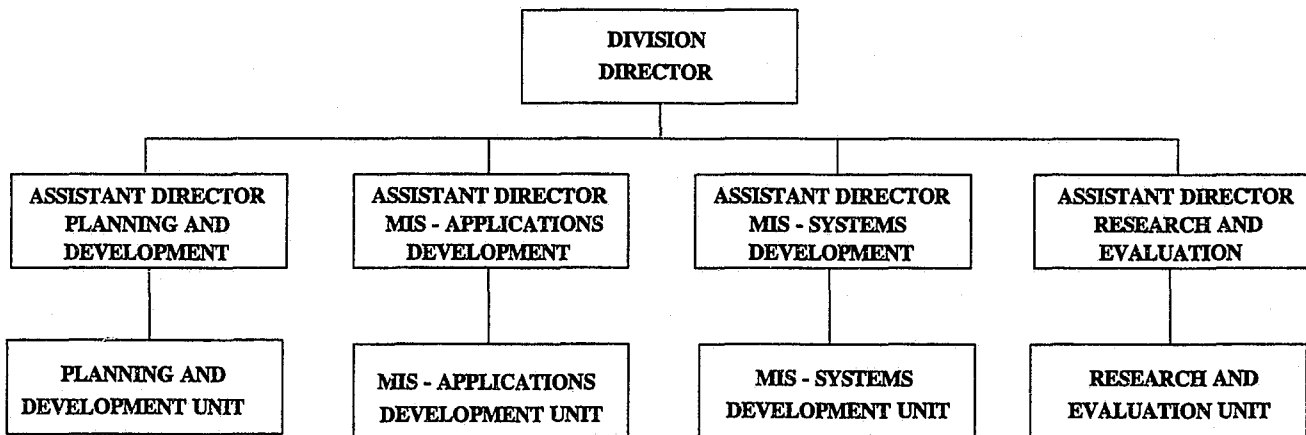 DIVISION
DIRECTOR
ASSISTANT DIRECTOR
PLANNING AND
DEVELOPMENT
ASSISTANT DIRECTOR
MIS - APPLICATIONS
DEVELOPMENT
ASSISTANT DIRECTOR
MIS - SYSTEMS
DEVELOPMENT
ASSISTANT DIRECTOR
RESEARCH AND
EVALUATION
PLANNING AND
DEVELOPMENT UNIT
MIS - APPLICATIONS
DEVELOPMENT UNIT
MIS - SYSTEMS
DEVELOPMENT UNIT
RESEARCH AND
EVALUATION UNIT